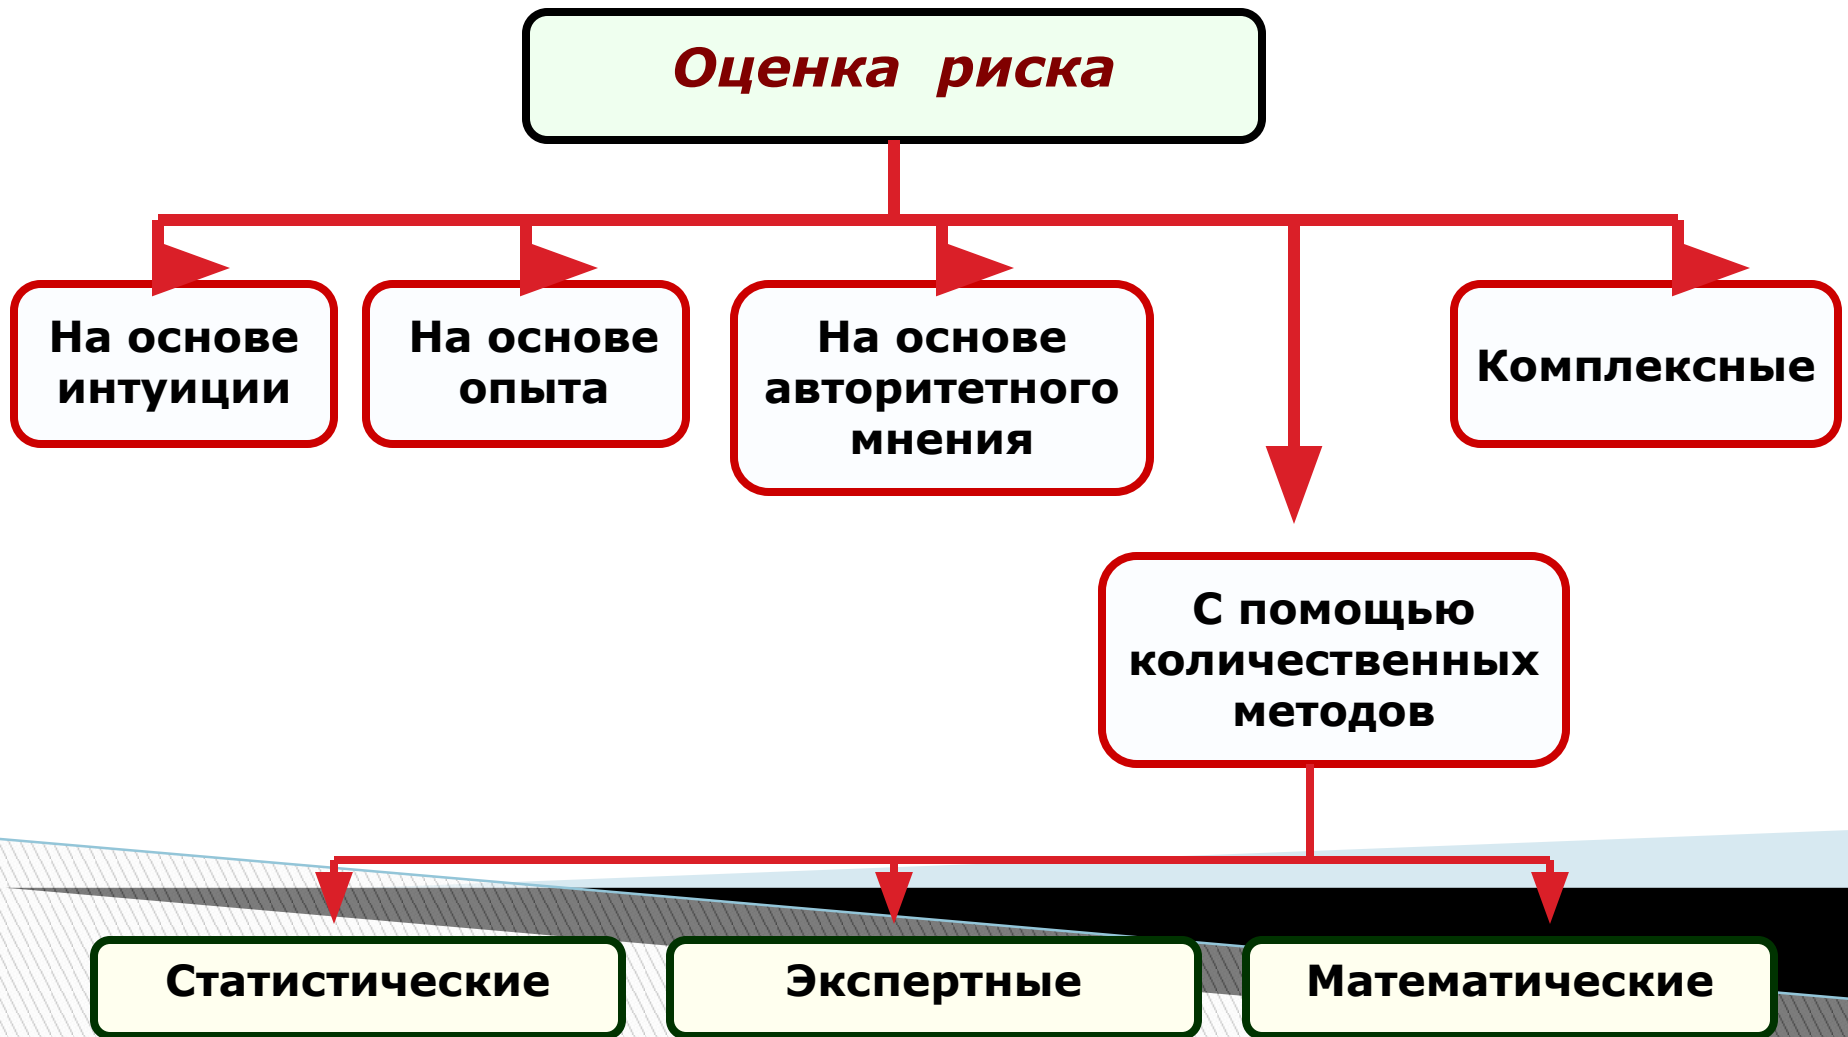 Оценка риска
На основе
интуиции
На основе
опыта
На основе
авторитетного
мнения
Комплексные
С помощью
количественных
методов
Статистические
Экспертные
Математические